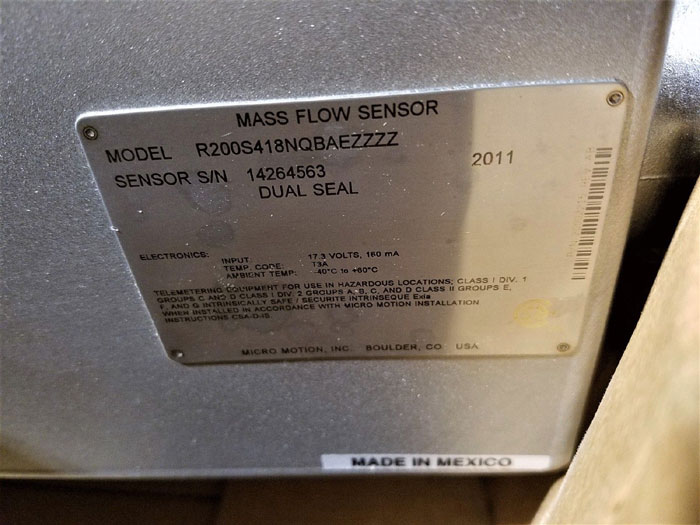 MASS FLOW SENSOR
MODEL R200S418NQBAEZZZZ
2011
SENSOR S/N 14264563
DUAL SEAL
ELECTRONICS: INPUT 17.3 VOLTS, 160 mA
TEMP. CODE: T3A
AMBIENT TEMP: -40°C to +60°C
TELEMETERING EQUIPMENT FOR USE IN HAZARDOUS LOCATIONS; CLASS I DIV. 1
GROUPS C AND D CLASS I DIV. 2 GROUPS A, B, C, AND D CLASS II GROUPS E,
F, AND G INTRINSICALLY SAFE / SECURITE INTRINSEQUE Exia
WHEN INSTALLED IN ACCORDANCE WITH MICRO MOTION INSTALLATION
INSTRUCTIONS CSA-D-IS
MICRO MOTION, INC. BOULDER, CO USA
MADE IN MEXICO